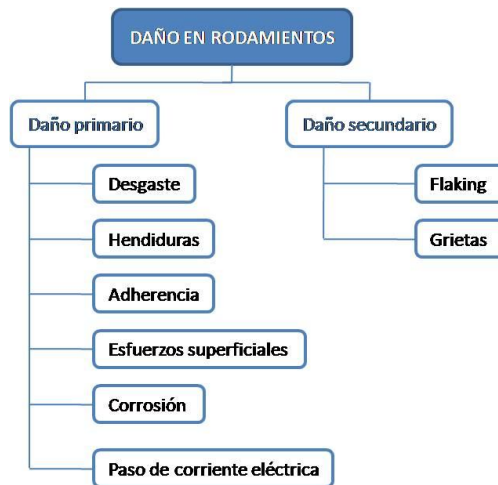 DAÑO EN RODAMIENTOS
Daño primario
Desgaste
Hendiduras
Adherencia
Esfuerzos superficiales
Corrosión
Paso de corriente eléctrica
Daño secundario
Flaking
Grietas